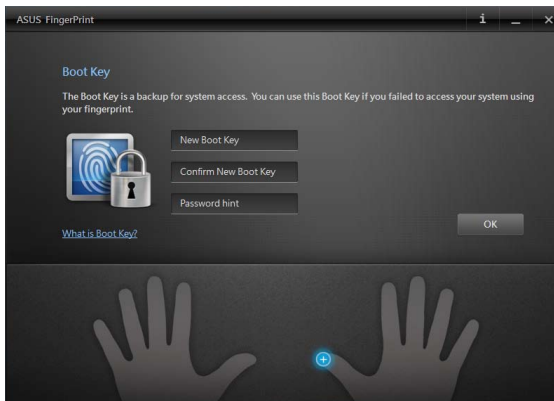 ASUS FingerPrint
Boot Key
The Boot Key is a backup for system access. You can use this Boot Key if you failed to access your system using
your fingerprint.
New Boot Key
Confirm New Boot Key
Password hint
OK
What is Boot Key?